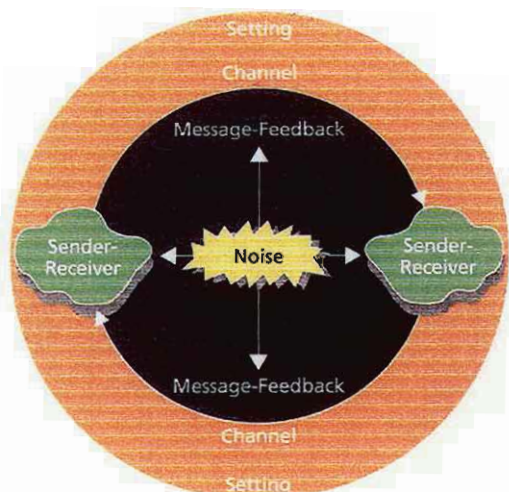 Setting
Channel
Message-Feedback
Sender-
Receiver
Noise
Sender-
Receiver
Message-Feedback
Channel
Setting